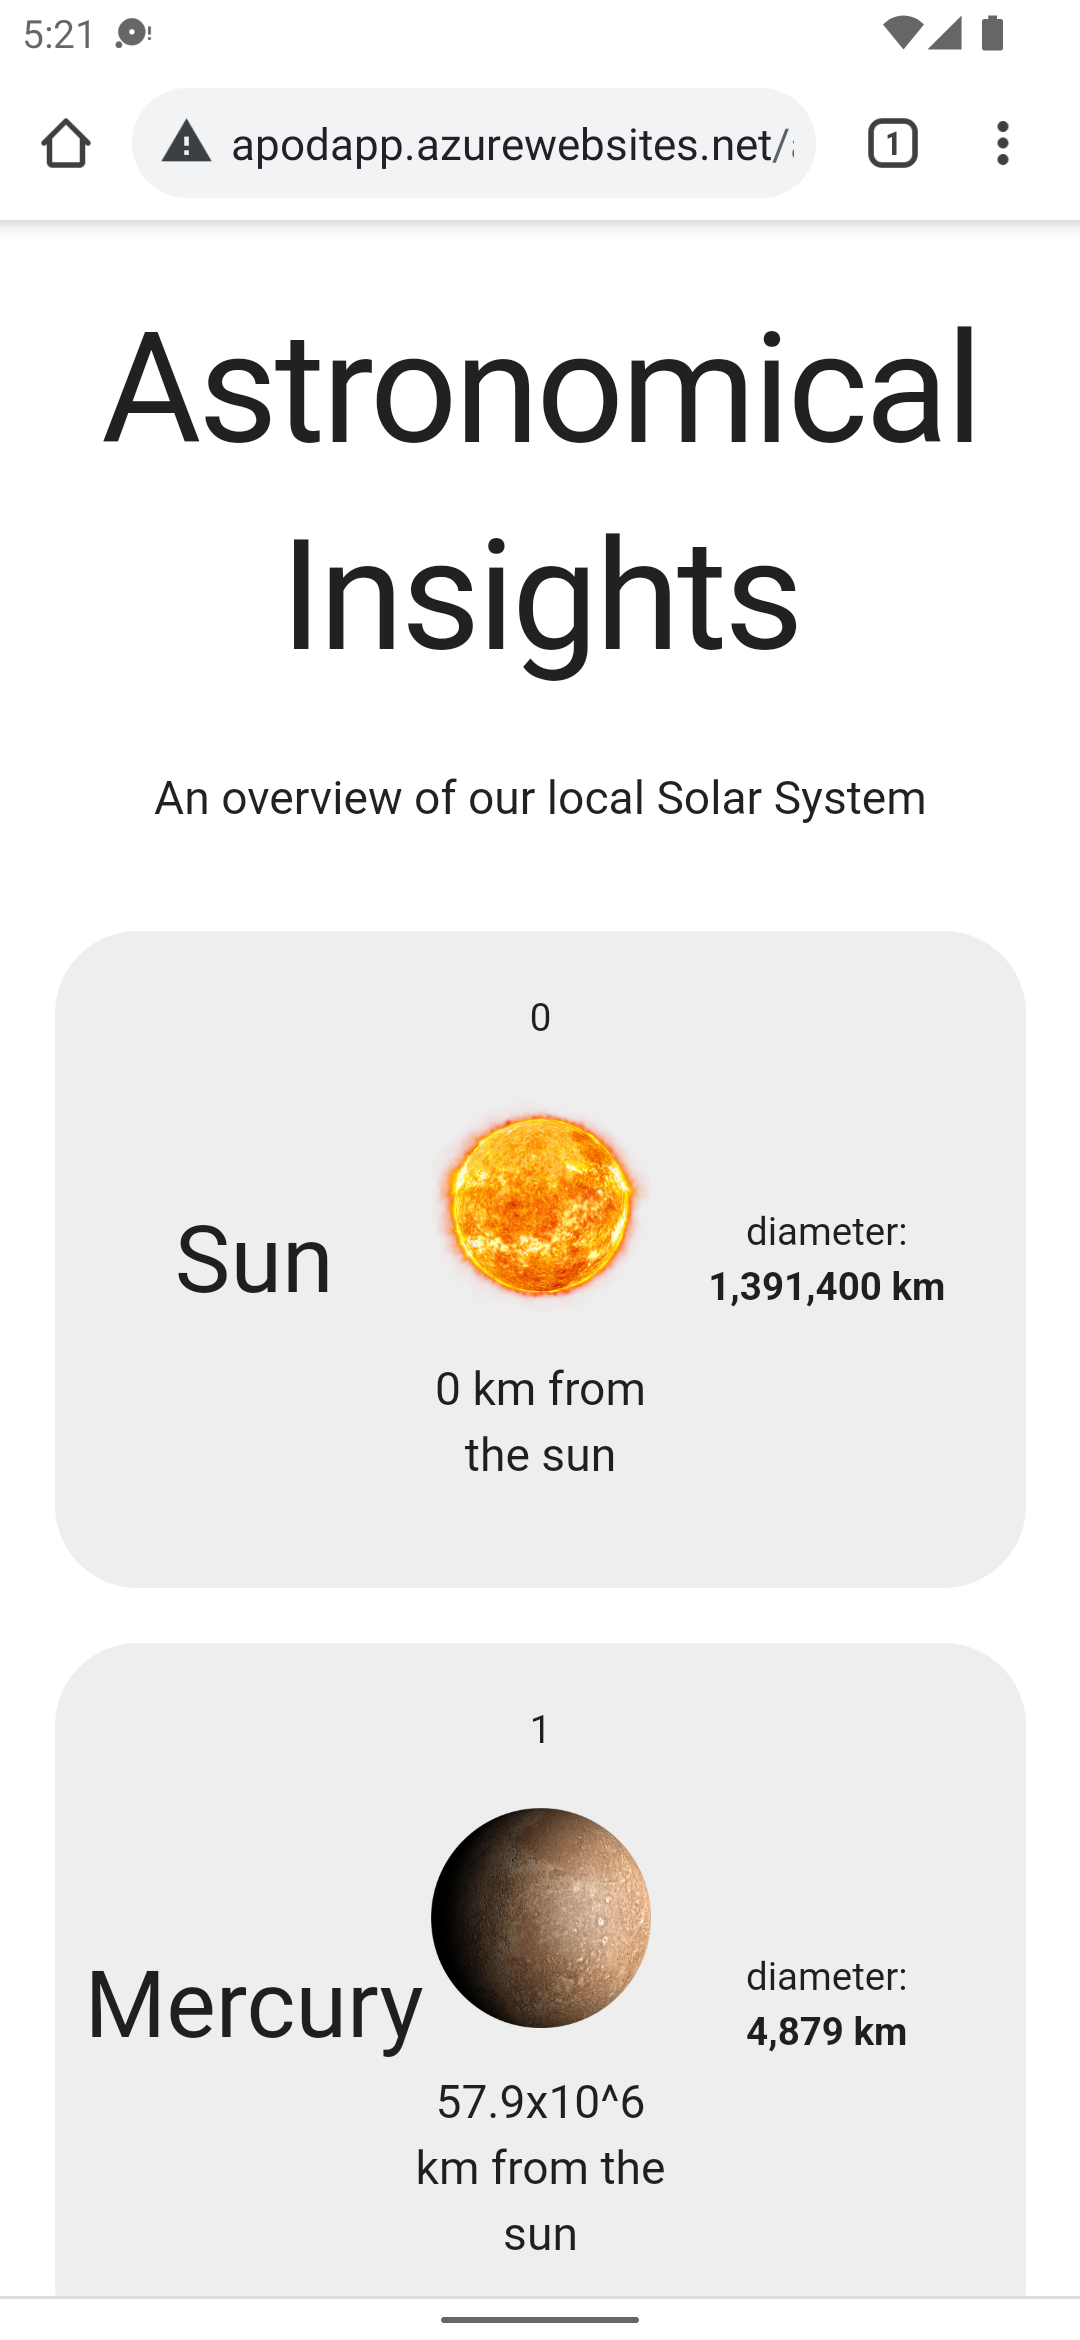 5:21
apodapp.azurewebsites.net/
1
Astronomical
Insights
An overview of our local Solar System
0
Sun
diameter:
1,391,400 km
0 km from
the sun
1
Mercury
diameter:
4,879 km
57.9x10^6
km from the
sun